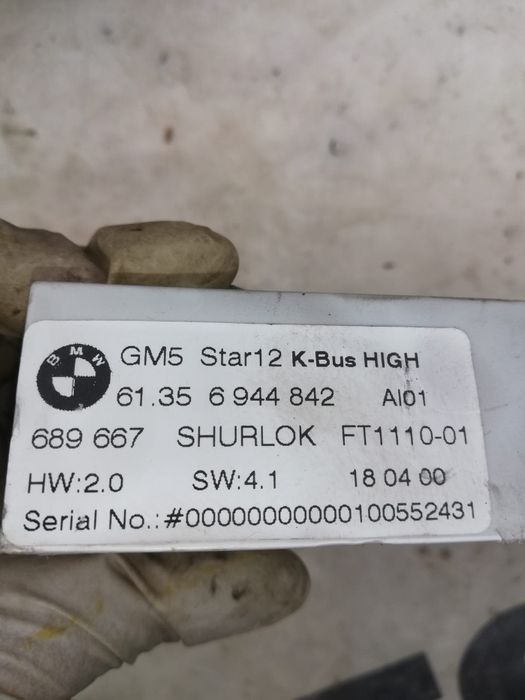 BMW
GM5 Star12 K-Bus HIGH
61.35 6 944 842 AI01
689 667 SHURLOK FT1110-01
HW:2.0 SW:4.1 18 04 00
Serial No.:#00000000000100552431